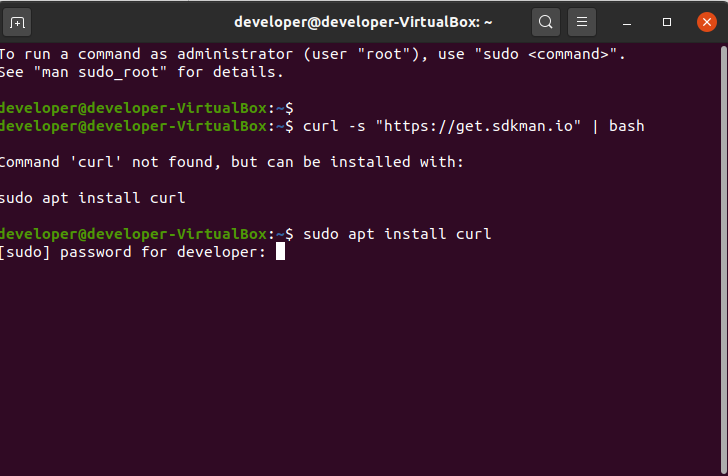 developer@developer-VirtualBox: ~
To run a command as administrator (user "root"), use "sudo <command>".
See "man sudo_root" for details.
developer@developer-VirtualBox:~$
developer@developer-VirtualBox:~$ curl -s "https://get.sdkman.io" | bash
Command 'curl' not found, but can be installed with:
sudo apt install curl
developer@developer-VirtualBox:~$ sudo apt install curl
[sudo] password for developer: